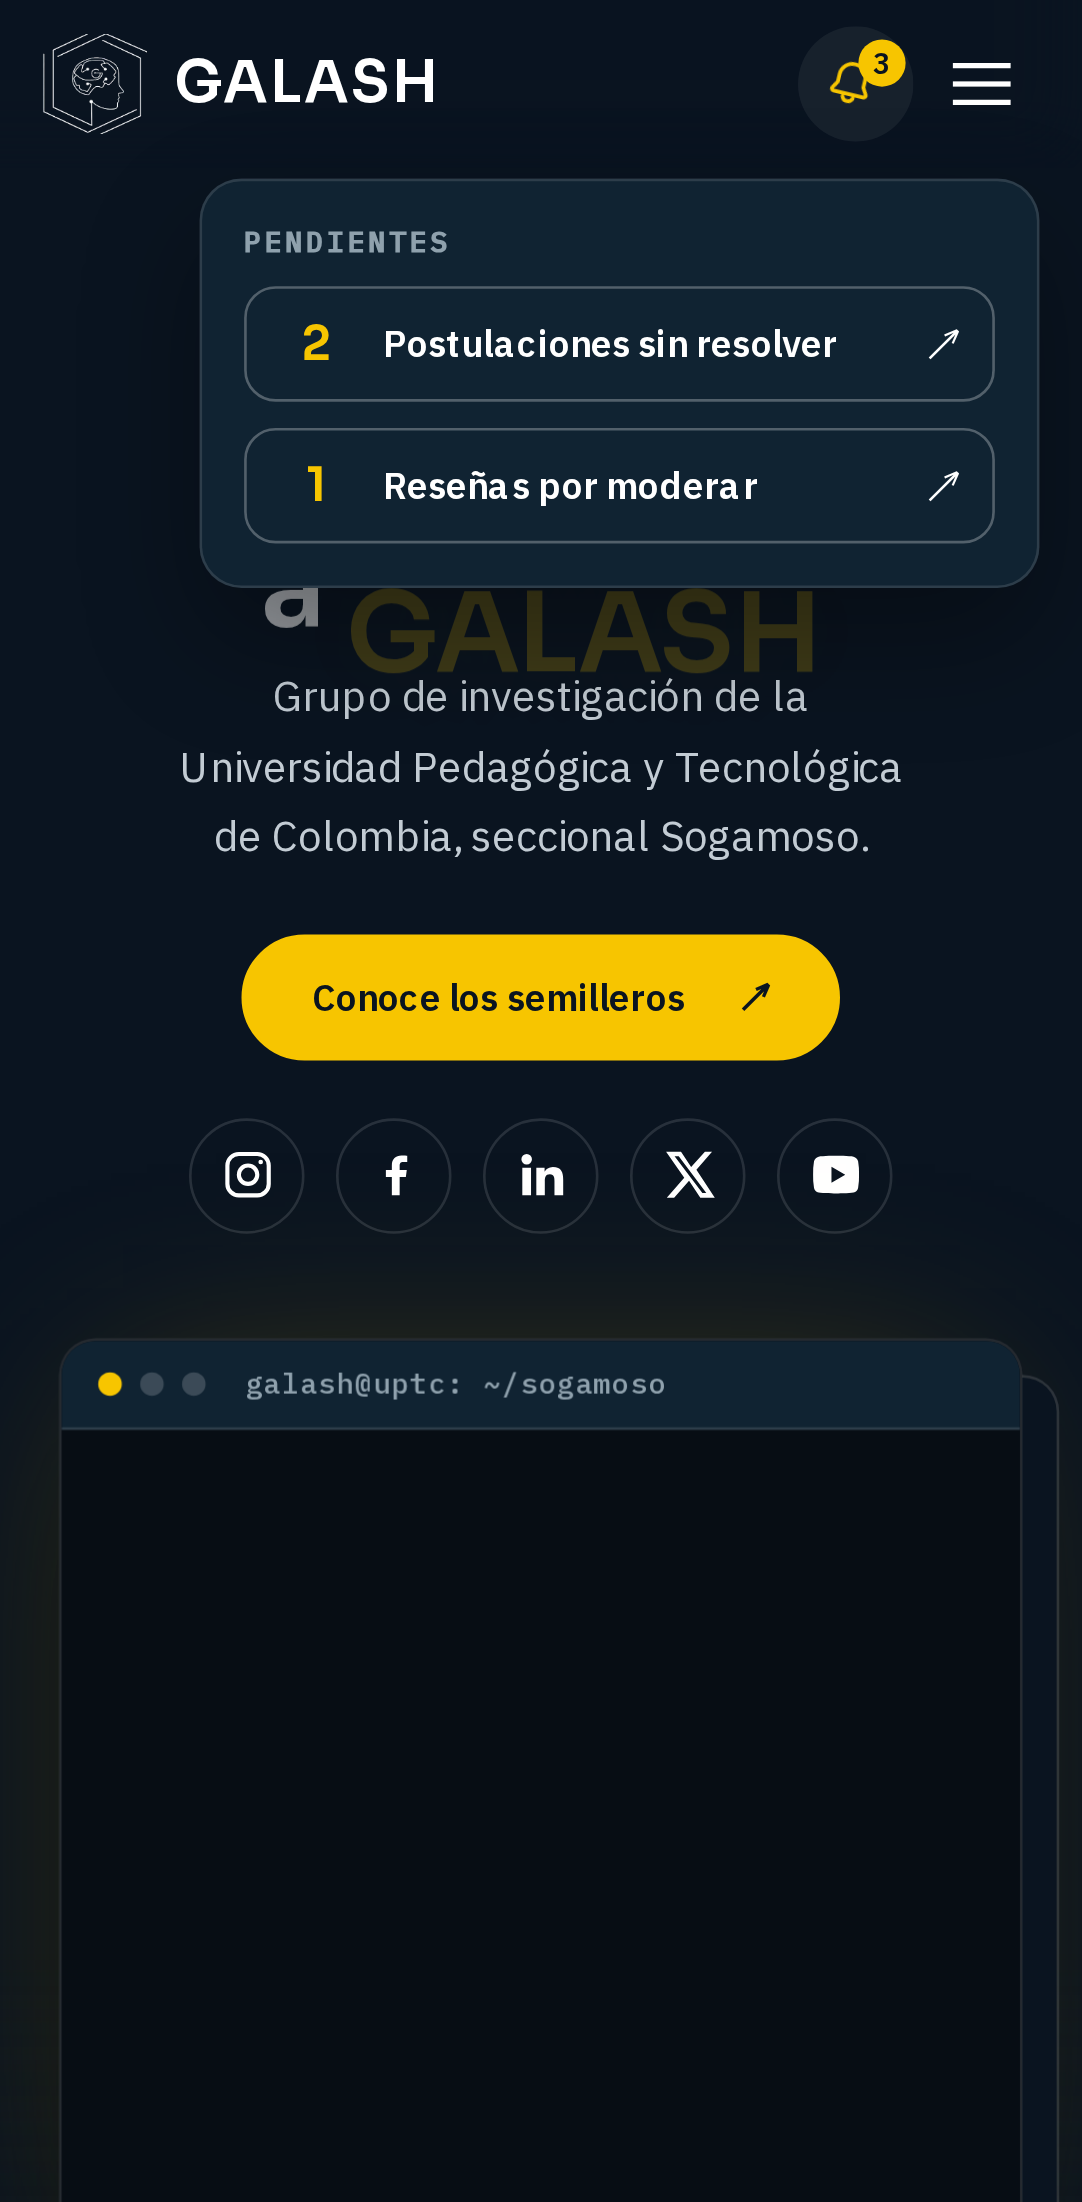 GALASH
3
PENDIENTES
2 Postulaciones sin resolver
1 Reseñas por moderar
a GALASH
Grupo de investigación de la
Universidad Pedagógica y Tecnológica
de Colombia, seccional Sogamoso.
Conoce los semilleros
galash@uptc: ~/sogamoso